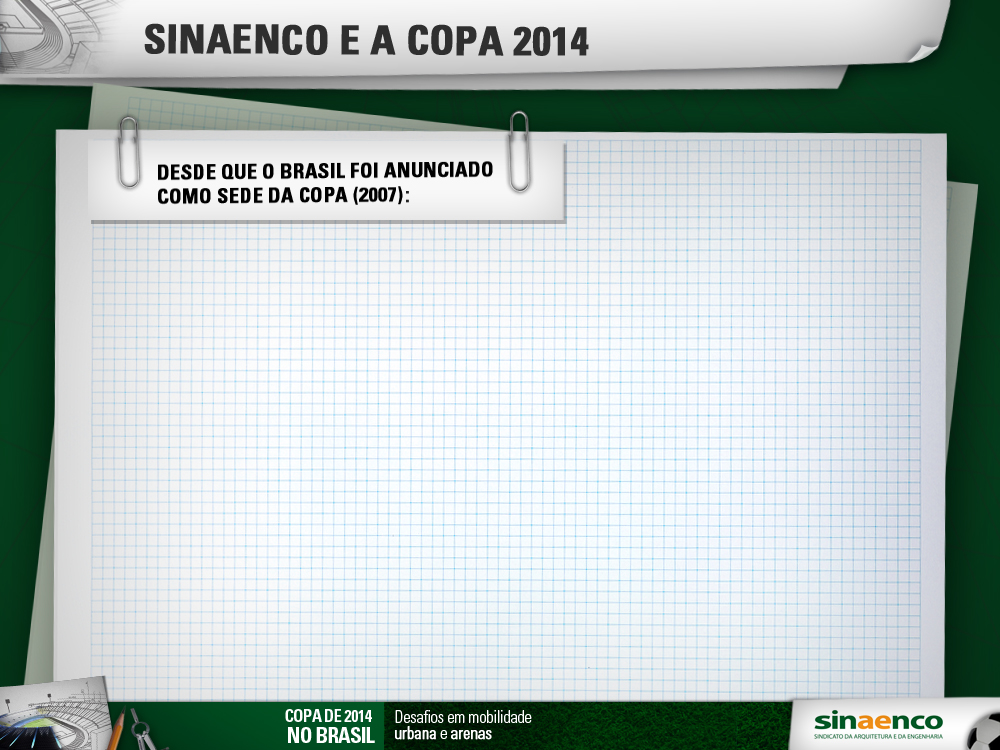 SINAENCO E A COPA 2014
DESDE QUE O BRASIL FOI ANUNCIADO
COMO SEDE DA COPA (2007):
COPA DE 2014
NO BRASIL
Desafios em mobilidade
urbana e arenas
sinaenco
SINDICATO DA ARQUITETURA E DA ENGENHARIA